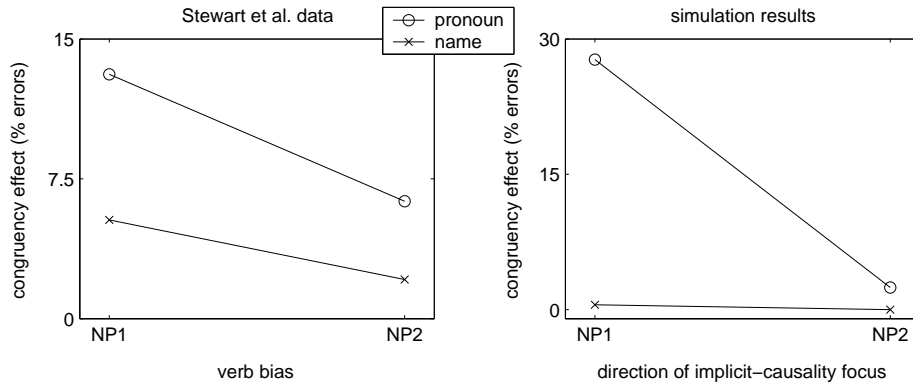 Stewart et al. data
pronoun
name
simulation results
congruency effect (% errors)
15
7.5
0
NP1
NP2
verb bias
congruency effect (% errors)
30
15
0
NP1
NP2
direction of implicit−causality focus